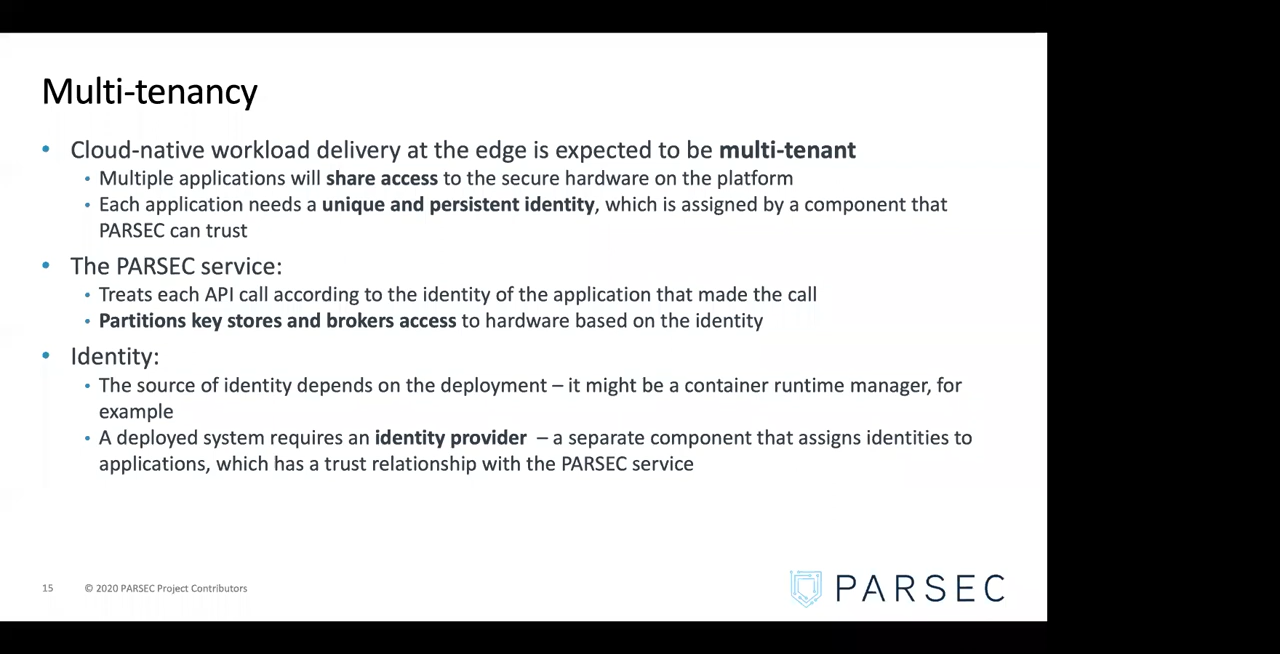 Multi-tenancy
• Cloud-native workload delivery at the edge is expected to be multi-tenant
• Multiple applications will share access to the secure hardware on the platform
• Each application needs a unique and persistent identity, which is assigned by a component that
PARSEC can trust
• The PARSEC service:
• Treats each API call according to the identity of the application that made the call
• Partitions key stores and brokers access to hardware based on the identity
• Identity:
• The source of identity depends on the deployment – it might be a container runtime manager, for
example
• A deployed system requires an identity provider – a separate component that assigns identities to
applications, which has a trust relationship with the PARSEC service
15 © 2020 PARSEC Project Contributors
PARSEC